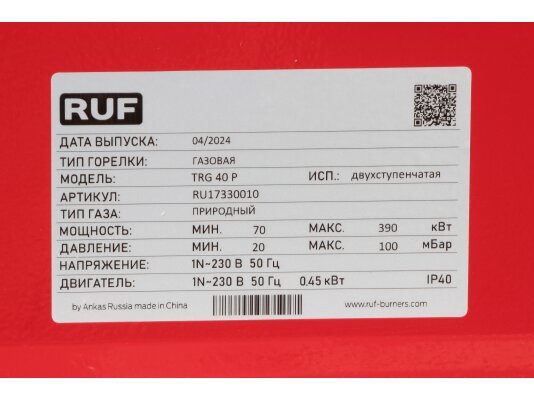 RUF
ДАТА ВЫПУСКА: 04/2024
ТИП ГОРЕЛКИ: ГАЗОВАЯ
МОДЕЛЬ: TRG 40 P ИСП.: двухступенчатая
АРТИКУЛ: RU17330010
ТИП ГАЗА: ПРИРОДНЫЙ
МОЩНОСТЬ: МИН. 70 МАКС. 390 кВт
ДАВЛЕНИЕ: МИН. 20 МАКС. 100 мБар
НАПРЯЖЕНИЕ: 1N~230 В 50 Гц
ДВИГАТЕЛЬ: 1N~230 В 50 Гц 0.45 кВт IP40
by Ankas Russia made in China www.ruf-burners.com